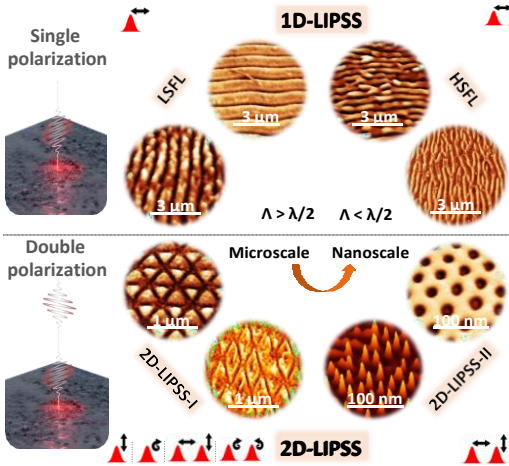 Single
polarization
1D-LIPSS
LSFL
HSFL
3 µm
3 µm
3 µm
3 µm
Λ > λ/2
Λ < λ/2
Double
polarization
Microscale
Nanoscale
1 µm
100 nm
2D-LIPSS-I
2D-LIPSS-II
1 µm
100 nm
2D-LIPSS